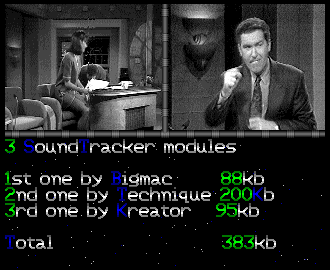 3 SoundTracker modules
1st one by Bigmac 88kb
2nd one by Technique 200Kb
3rd one by Kreator 95kb
Total 383kb